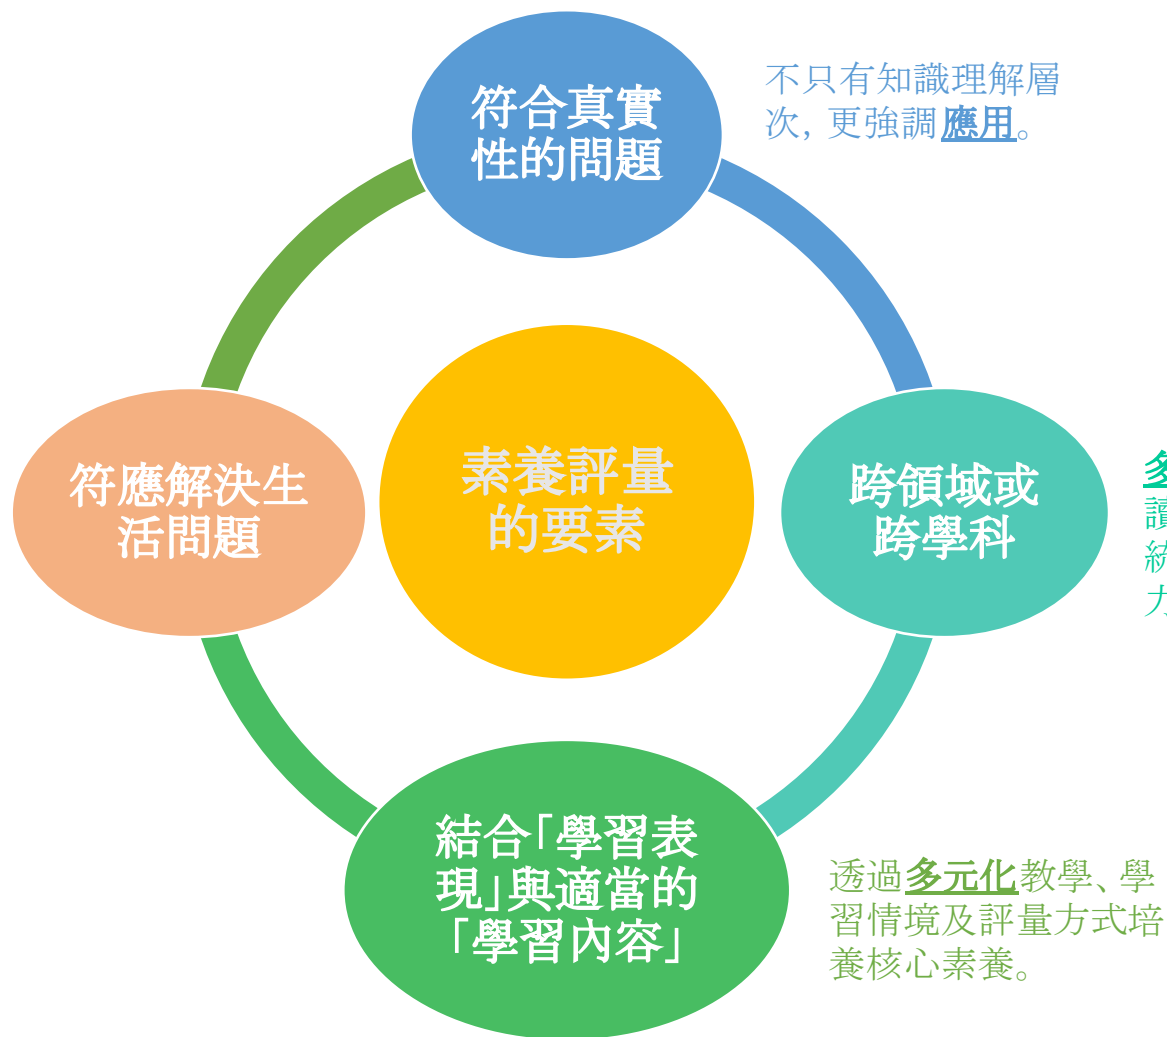 符合真實
性的問題
不只有知識理解層
次，更強調應用。
符應解決生
活問題
素養評量
的要素
跨領域或
跨學科
多
讀
統
力
結合「學習表
現」與適當的
「學習內容」
透過多元化教學、學
習情境及評量方式培
養核心素養。